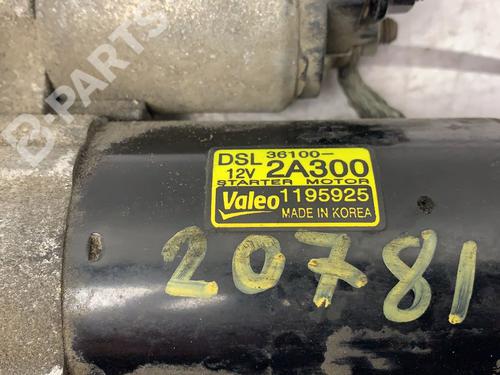 B-PARTS
DSL 36100-
12V 2A300
STARTER MOTOR
Valeo 1195925
MADE IN KOREA
20781